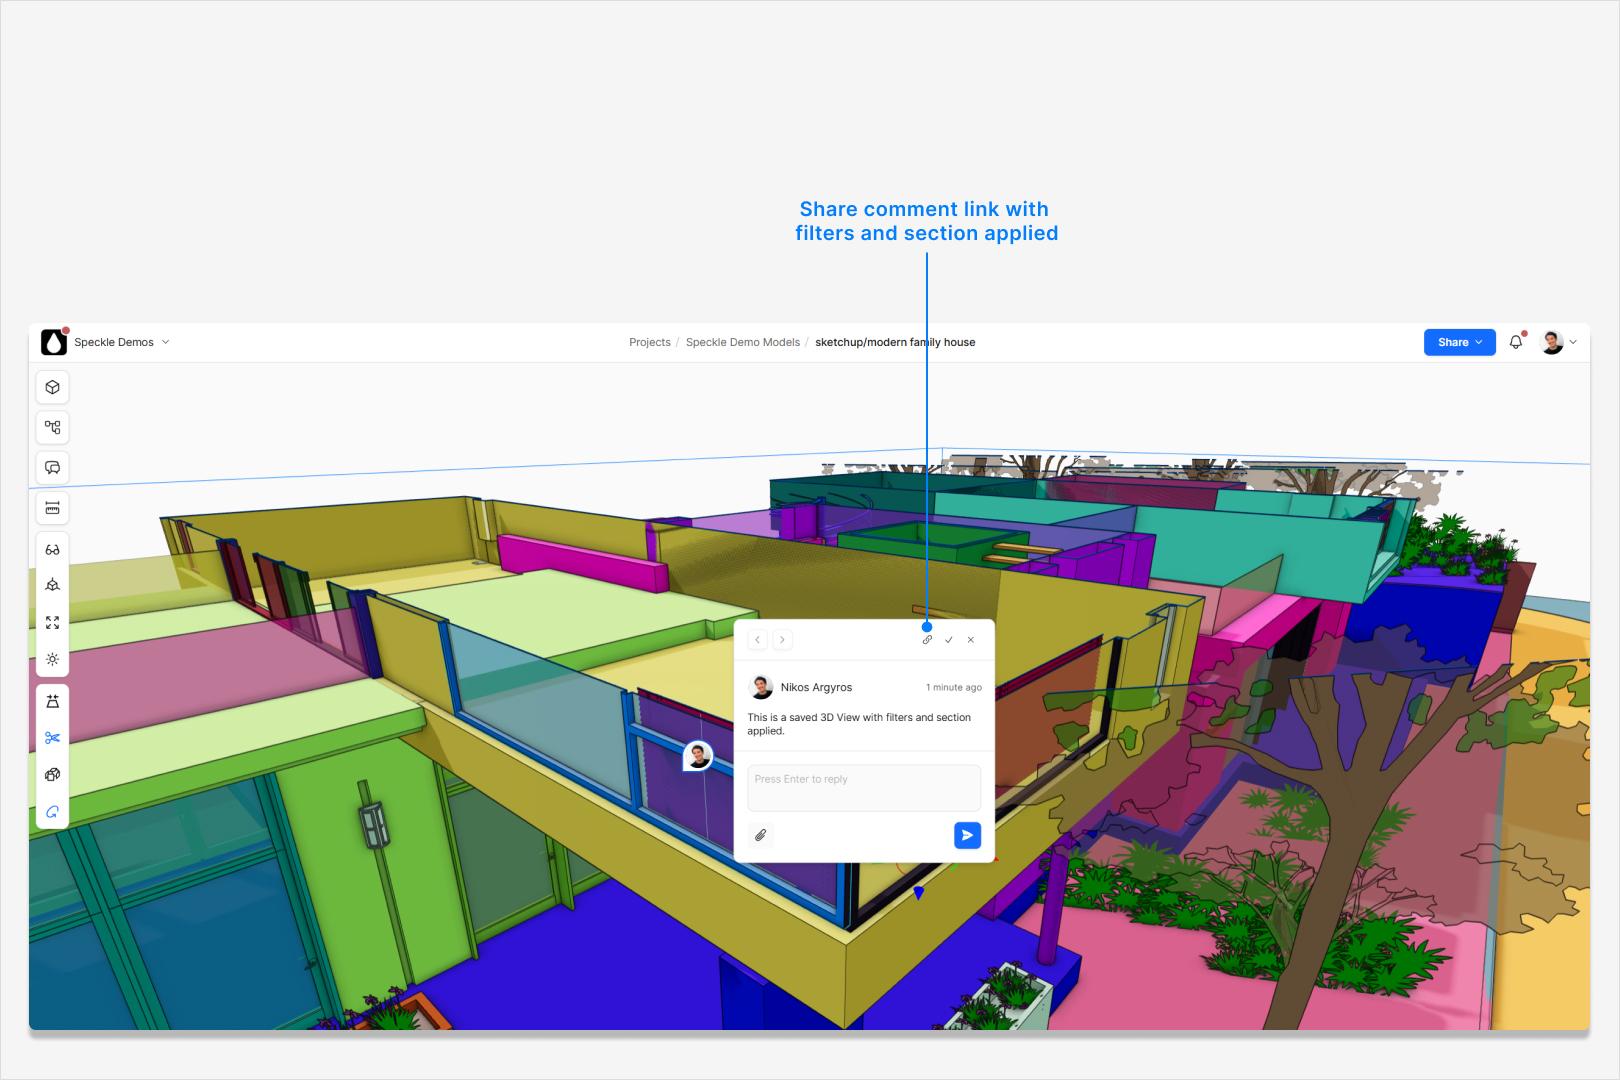 Share comment link with
filters and section applied
Speckle Demos
Projects / Speckle Demo Models / sketchup/modern family house
Share
Nikos Argyros
1 minute ago
This is a saved 3D View with filters and section
applied.
Press Enter to reply